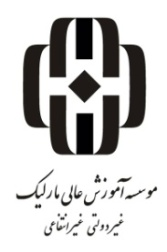 موسسه آموزش عالی مارلیک
غیردولتی غیرانتفاعی